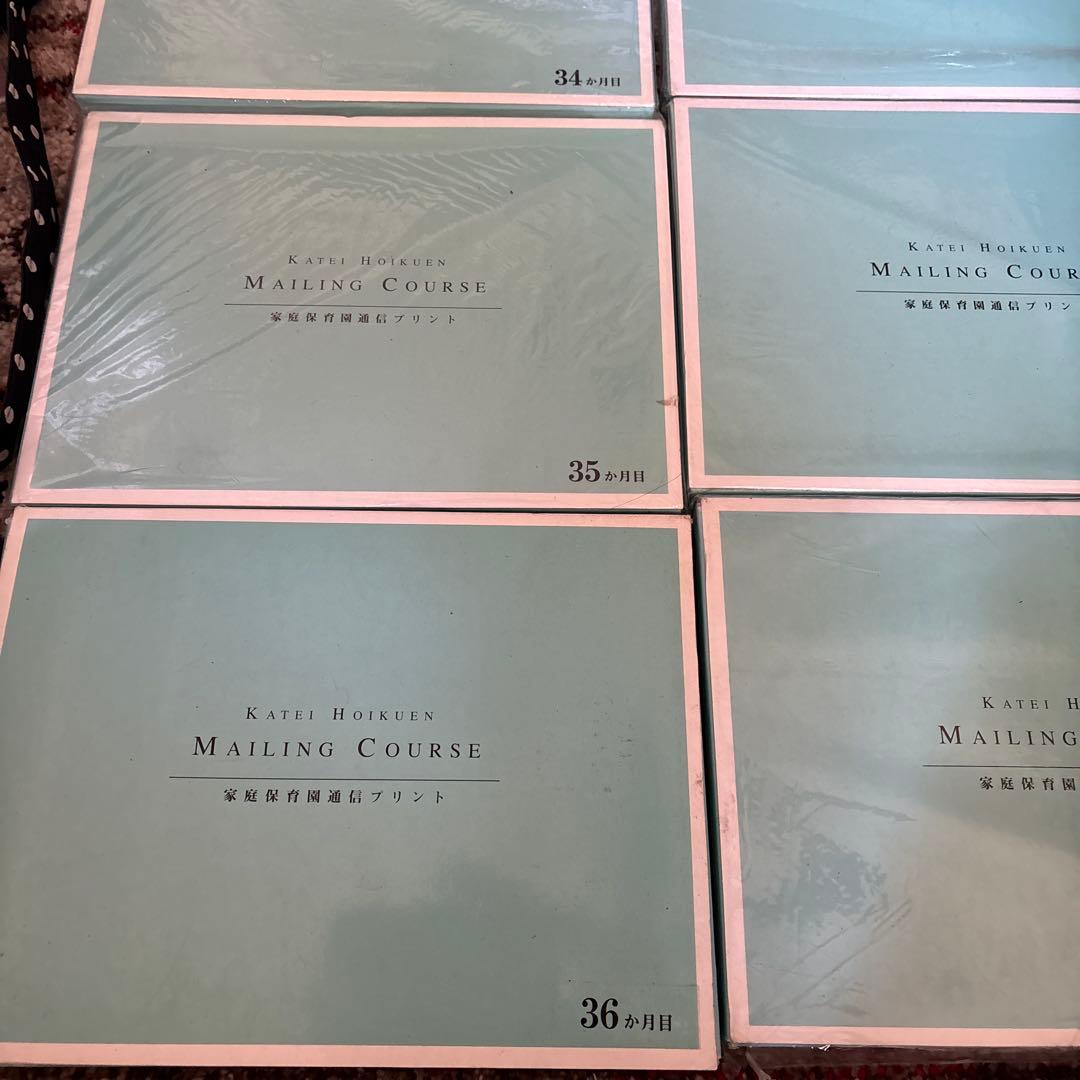 34か月目
KATEI HOIKUEN
MAILING COURSE
家庭保育園通信プリント
35か月目
KATEI HOIKUEN
MAILING COUR
家庭保育園通信プリン
KATEI HOIKUEN
MAILING COURSE
家庭保育園通信プリント
36か月目
KATEI H
MAILING
家庭保育園